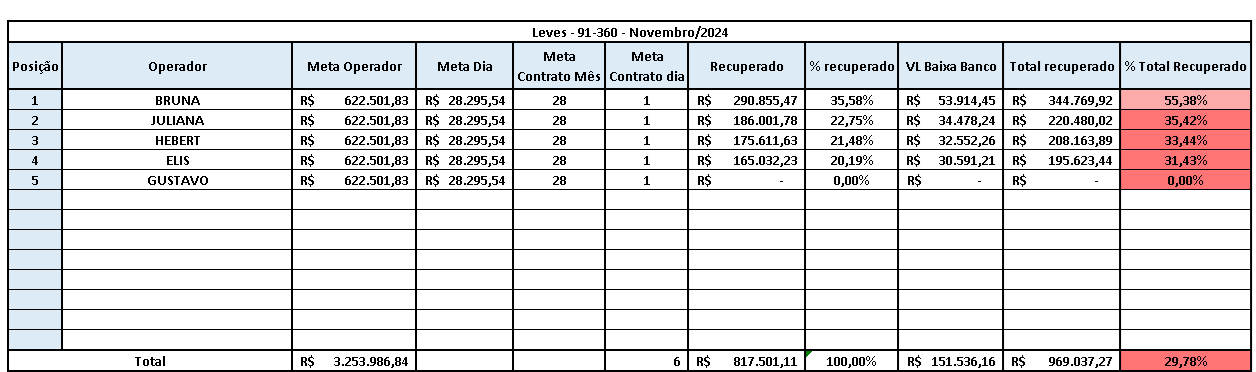 Leves - 91-360 - Novembro/2024
Posição Operador Meta Operador Meta Dia Meta Contrato Mês Meta Contrato dia Recuperado % recuperado VL Baixa Banco Total recuperado % Total Recuperado
1 BRUNA R$ 622.501,83 R$ 28.295,54 28 1 R$ 290.855,47 35,58% R$ 53.914,45 R$ 344.769,92 55,38%
2 JULIANA R$ 622.501,83 R$ 28.295,54 28 1 R$ 186.001,78 22,75% R$ 34.478,24 R$ 220.480,02 35,42%
3 HEBERT R$ 622.501,83 R$ 28.295,54 28 1 R$ 175.611,63 21,48% R$ 32.552,26 R$ 208.163,89 33,44%
4 ELIS R$ 622.501,83 R$ 28.295,54 28 1 R$ 165.032,23 20,19% R$ 30.591,21 R$ 195.623,44 31,43%
5 GUSTAVO R$ 622.501,83 R$ 28.295,54 28 1 R$ - 0,00% R$ - R$ - 0,00%
Total R$ 3.253.986,84 6 R$ 817.501,11 100,00% R$ 151.536,16 R$ 969.037,27 29,78%